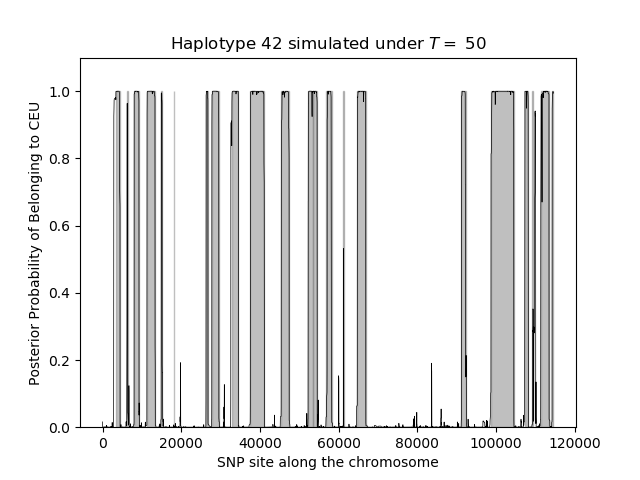 Haplotype 42 simulated under T = 50
Posterior Probability of Belonging to CEU
1.0
0.8
0.6
0.4
0.2
0.0
0 20000 40000 60000 80000 100000 120000
SNP site along the chromosome